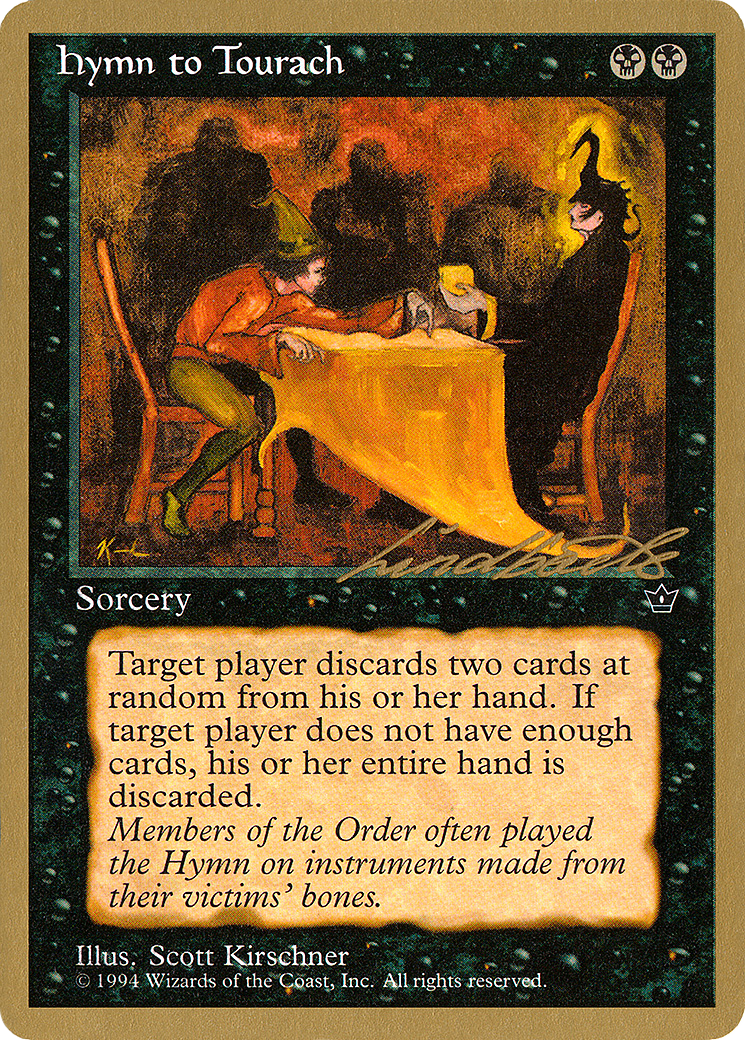 Hymn to Tourach
Lindbräts
Sorcery
Target player discards two cards at
random from his or her hand. If
target player does not have enough
cards, his or her entire hand is
discarded.
Members of the Order often played
the Hymn on instruments made from
their victims’ bones.
Illus. Scott Kirschner
© 1994 Wizards of the Coast, Inc. All rights reserved.